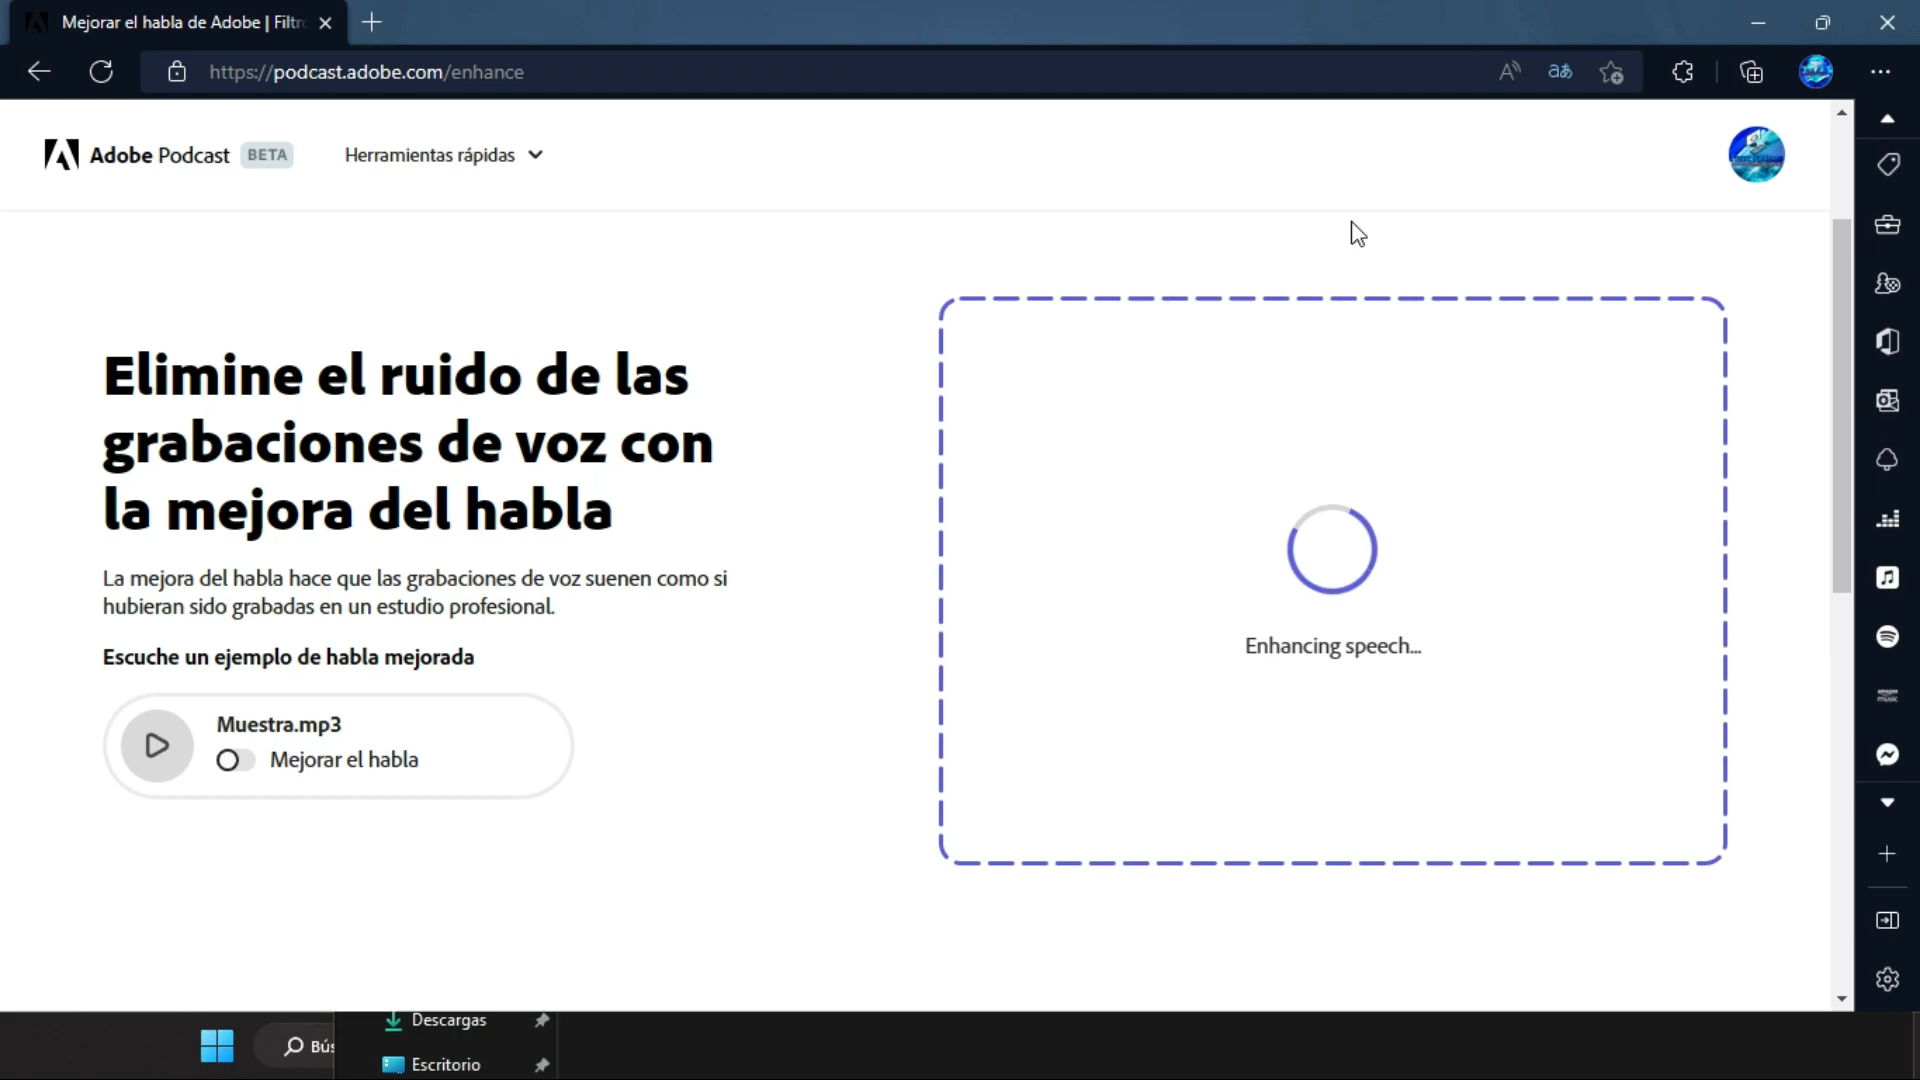 Mejorar el habla de Adobe | Filtr
https://podcast.adobe.com/enhance
Adobe Podcast BETA
Herramientas rápidas
Elimine el ruido de las
grabaciones de voz con
la mejora del habla
La mejora del habla hace que las grabaciones de voz suenen como si
hubieran sido grabadas en un estudio profesional.
Escuche un ejemplo de habla mejorada
Muestra.mp3
Mejorar el habla
Enhancing speech...
amazon
music
Descargas
Bús
Escritorio